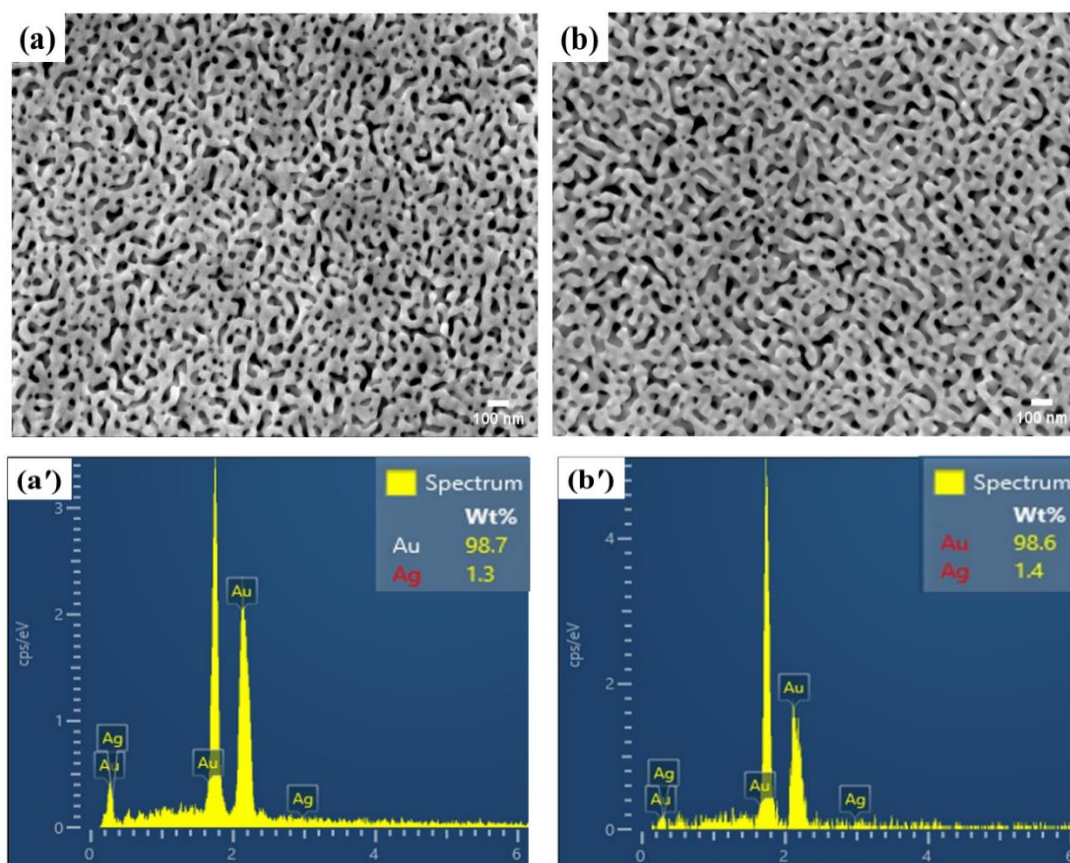 (a)
100 nm
(b)
100 nm
(a′)
Spectrum
Wt%
Au 98.7
Ag 1.3
3
2
1
0
cps/eV
Au
Ag
Au
Au
Ag
0 2 4 6
(b′)
Spectrum
Wt%
Au 98.6
Ag 1.4
4
2
0
cps/eV
Au
Ag
Au
Au
Ag
0 2 4 6